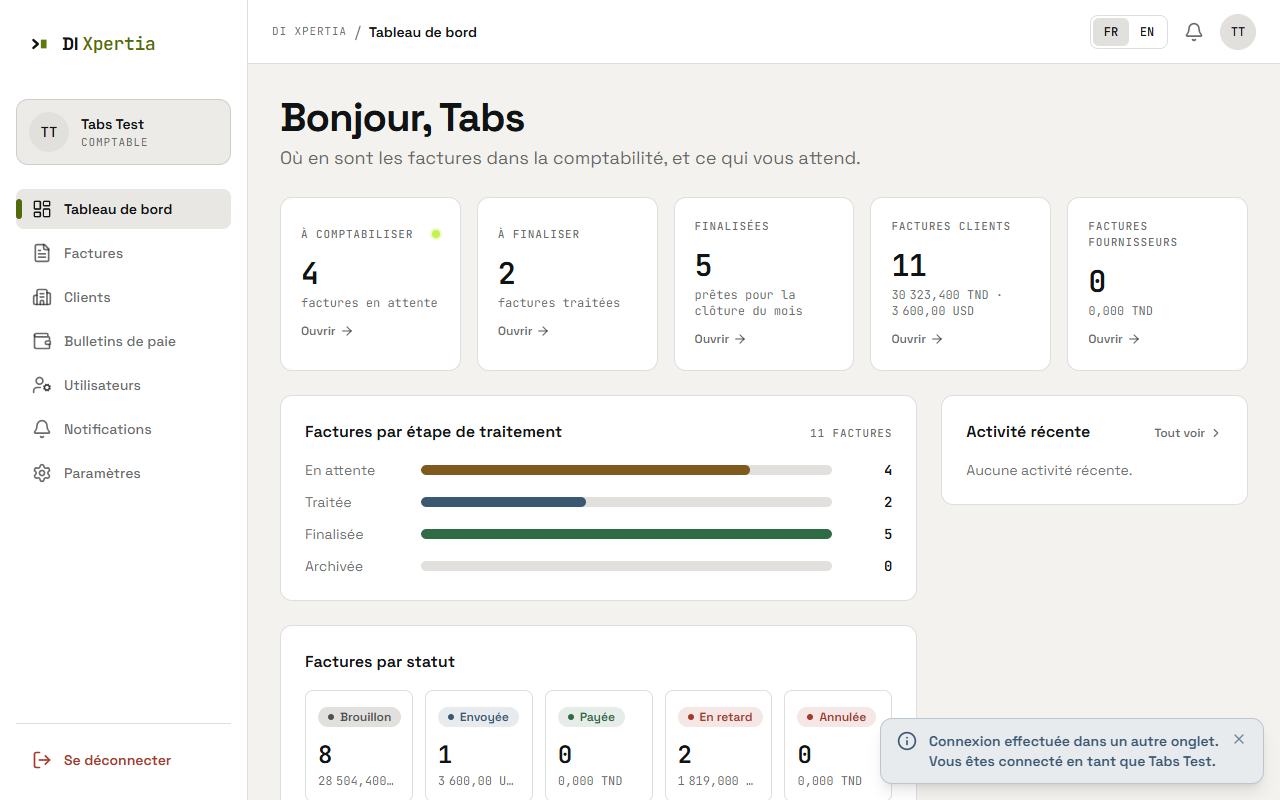 DI Xpertia
TT
Tabs Test
COMPTABLE
Tableau de bord
Factures
Clients
Bulletins de paie
Utilisateurs
Notifications
Paramètres
Se déconnecter
DI XPERTIA / Tableau de bord
FR EN
TT
Bonjour, Tabs
Où en sont les factures dans la comptabilité, et ce qui vous attend.
À COMPTABILISER
4
factures en attente
Ouvrir
À FINALISER
2
factures traitées
Ouvrir
FINALISÉES
5
prêtes pour la
clôture du mois
Ouvrir
FACTURES CLIENTS
11
30 323,400 TND ·
3 600,00 USD
Ouvrir
FACTURES
FOURNISSEURS
0
0,000 TND
Ouvrir
Factures par étape de traitement
11 FACTURES
En attente 4
Traitée 2
Finalisée 5
Archivée 0
Activité récente
Tout voir
Aucune activité récente.
Factures par statut
Brouillon
8
28 504,400…
Envoyée
1
3 600,00 U…
Payée
0
0,000 TND
En retard
2
1 819,000 …
Annulée
0
0,000 TND
Connexion effectuée dans un autre onglet.
Vous êtes connecté en tant que Tabs Test.